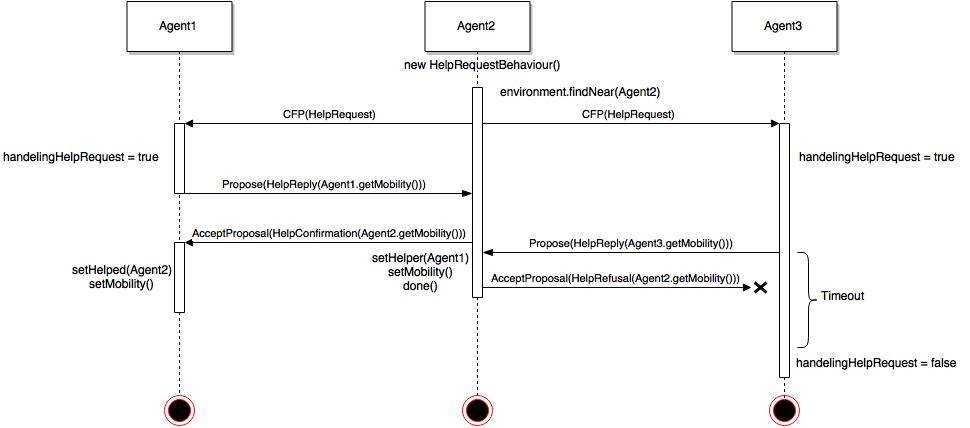 Agent1
Agent2
Agent3
new HelpRequestBehaviour()
environment.findNear(Agent2)
CFP(HelpRequest)
CFP(HelpRequest)
handelingHelpRequest = true
handelingHelpRequest = true
Propose(HelpReply(Agent1.getMobility()))
AcceptProposal(HelpConfirmation(Agent2.getMobility()))
Propose(HelpReply(Agent3.getMobility()))
setHelper(Agent1)
setMobility()
done()
setHelped(Agent2)
setMobility()
AcceptProposal(HelpRefusal(Agent2.getMobility()))
Timeout
handelingHelpRequest = false